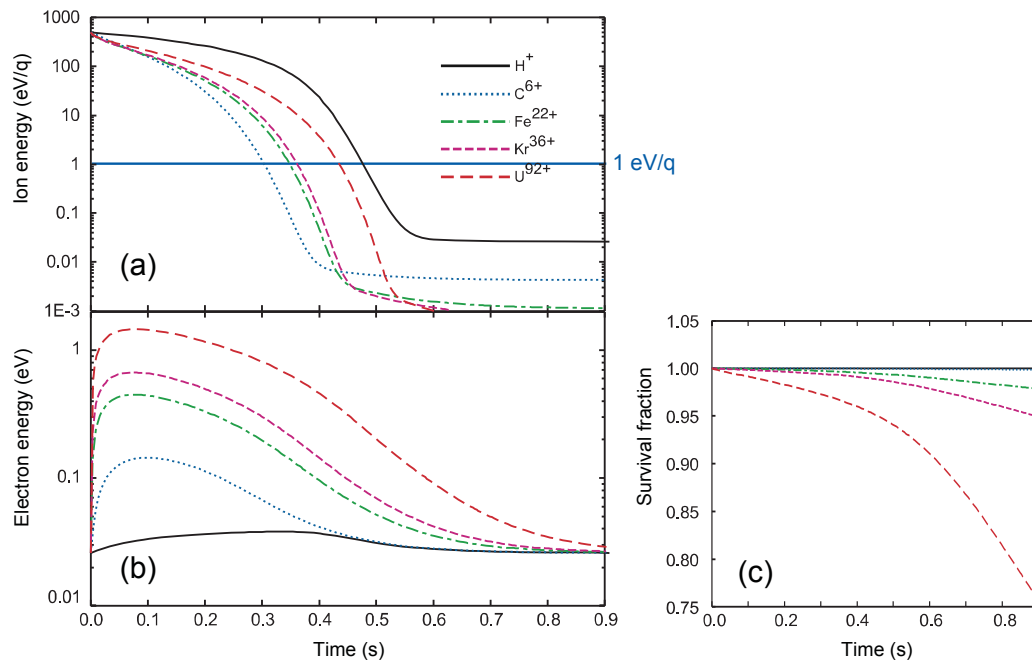 1000
100
10
1
0.1
0.01
1E-3
Ion energy (eV/q)
H+
C6+
Fe22+
Kr36+
U92+
1 eV/q
(a)
1
0.1
0.01
Electron energy (eV)
(b)
0.0 0.1 0.2 0.3 0.4 0.5 0.6 0.7 0.8 0.9
Time (s)
1.05
1.00
0.95
0.90
0.85
0.80
0.75
Survival fraction
(c)
0.0 0.2 0.4 0.6 0.8
Time (s)